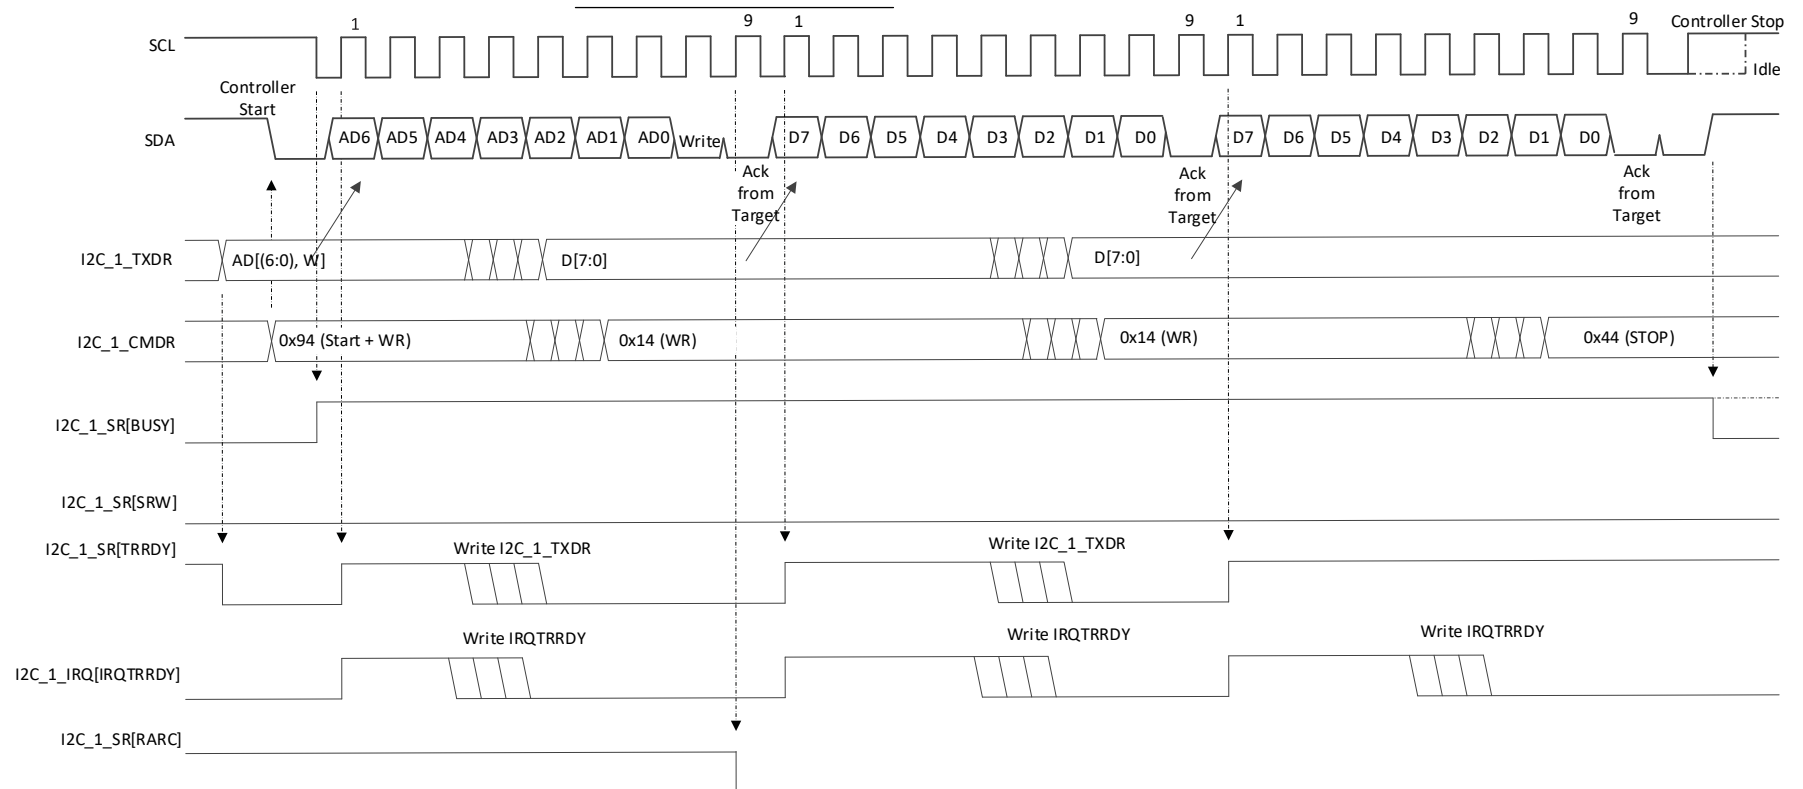 1 9 1 9 1 9 Controller Stop
SCL
Idle
Controller
Start
SDA AD6 AD5 AD4 AD3 AD2 AD1 AD0 Write D7 D6 D5 D4 D3 D2 D1 D0 D7 D6 D5 D4 D3 D2 D1 D0
Ack
from
Target
Ack
from
Target
Ack
from
Target
I2C_1_TXDR AD[(6:0), W] D[7:0] D[7:0]
I2C_1_CMDR 0x94 (Start + WR) 0x14 (WR) 0x14 (WR) 0x44 (STOP)
I2C_1_SR[BUSY]
I2C_1_SR[SRW]
I2C_1_SR[TRRDY] Write I2C_1_TXDR Write I2C_1_TXDR
Write IRQTRRDY Write IRQTRRDY Write IRQTRRDY
I2C_1_IRQ[IRQTRRDY]
I2C_1_SR[RARC]